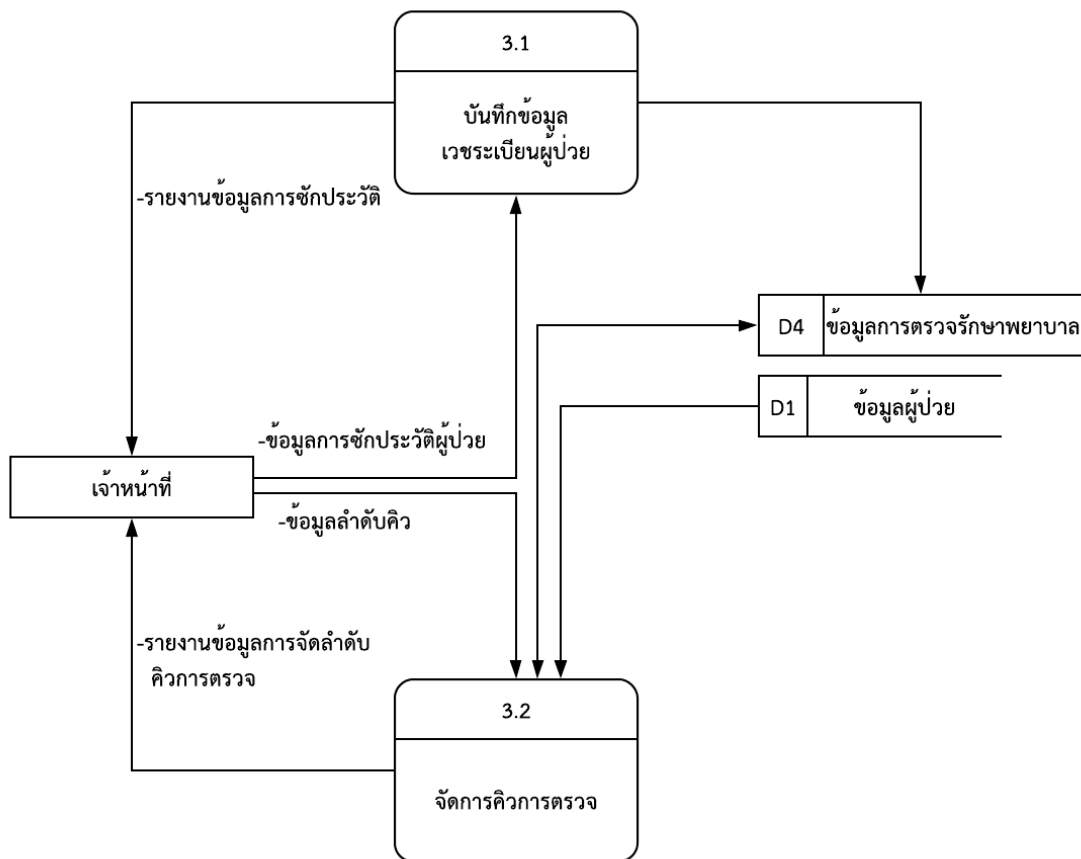 3.1
บันทึกข้อมูล
เวชระเบียนผู้ป่วย
-รายงานข้อมูลการซักประวัติ
D4
ข้อมูลการตรวจรักษาพยาบาล
D1
ข้อมูลผู้ป่วย
-ข้อมูลการซักประวัติผู้ป่วย
เจ้าหน้าที่
-ข้อมูลลำดับคิว
-รายงานข้อมูลการจัดลำดับ
คิวการตรวจ
3.2
จัดการคิวการตรวจ